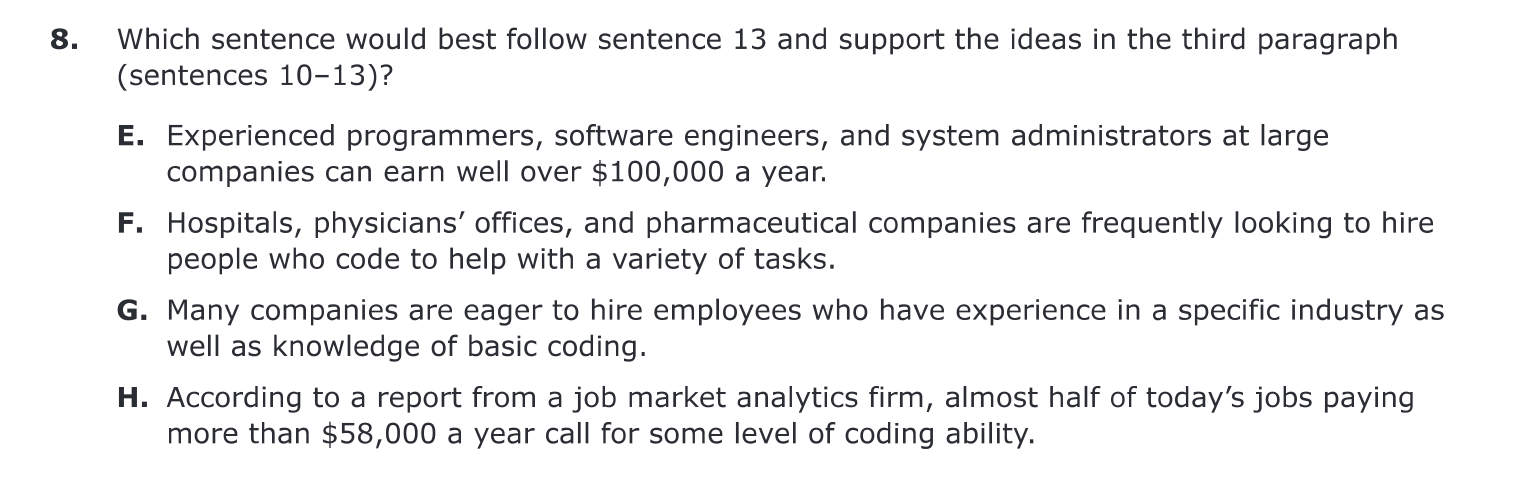 8. Which sentence would best follow sentence 13 and support the ideas in the third paragraph
(sentences 10–13)?
E. Experienced programmers, software engineers, and system administrators at large
companies can earn well over $100,000 a year.
F. Hospitals, physicians’ offices, and pharmaceutical companies are frequently looking to hire
people who code to help with a variety of tasks.
G. Many companies are eager to hire employees who have experience in a specific industry as
well as knowledge of basic coding.
H. According to a report from a job market analytics firm, almost half of today’s jobs paying
more than $58,000 a year call for some level of coding ability.